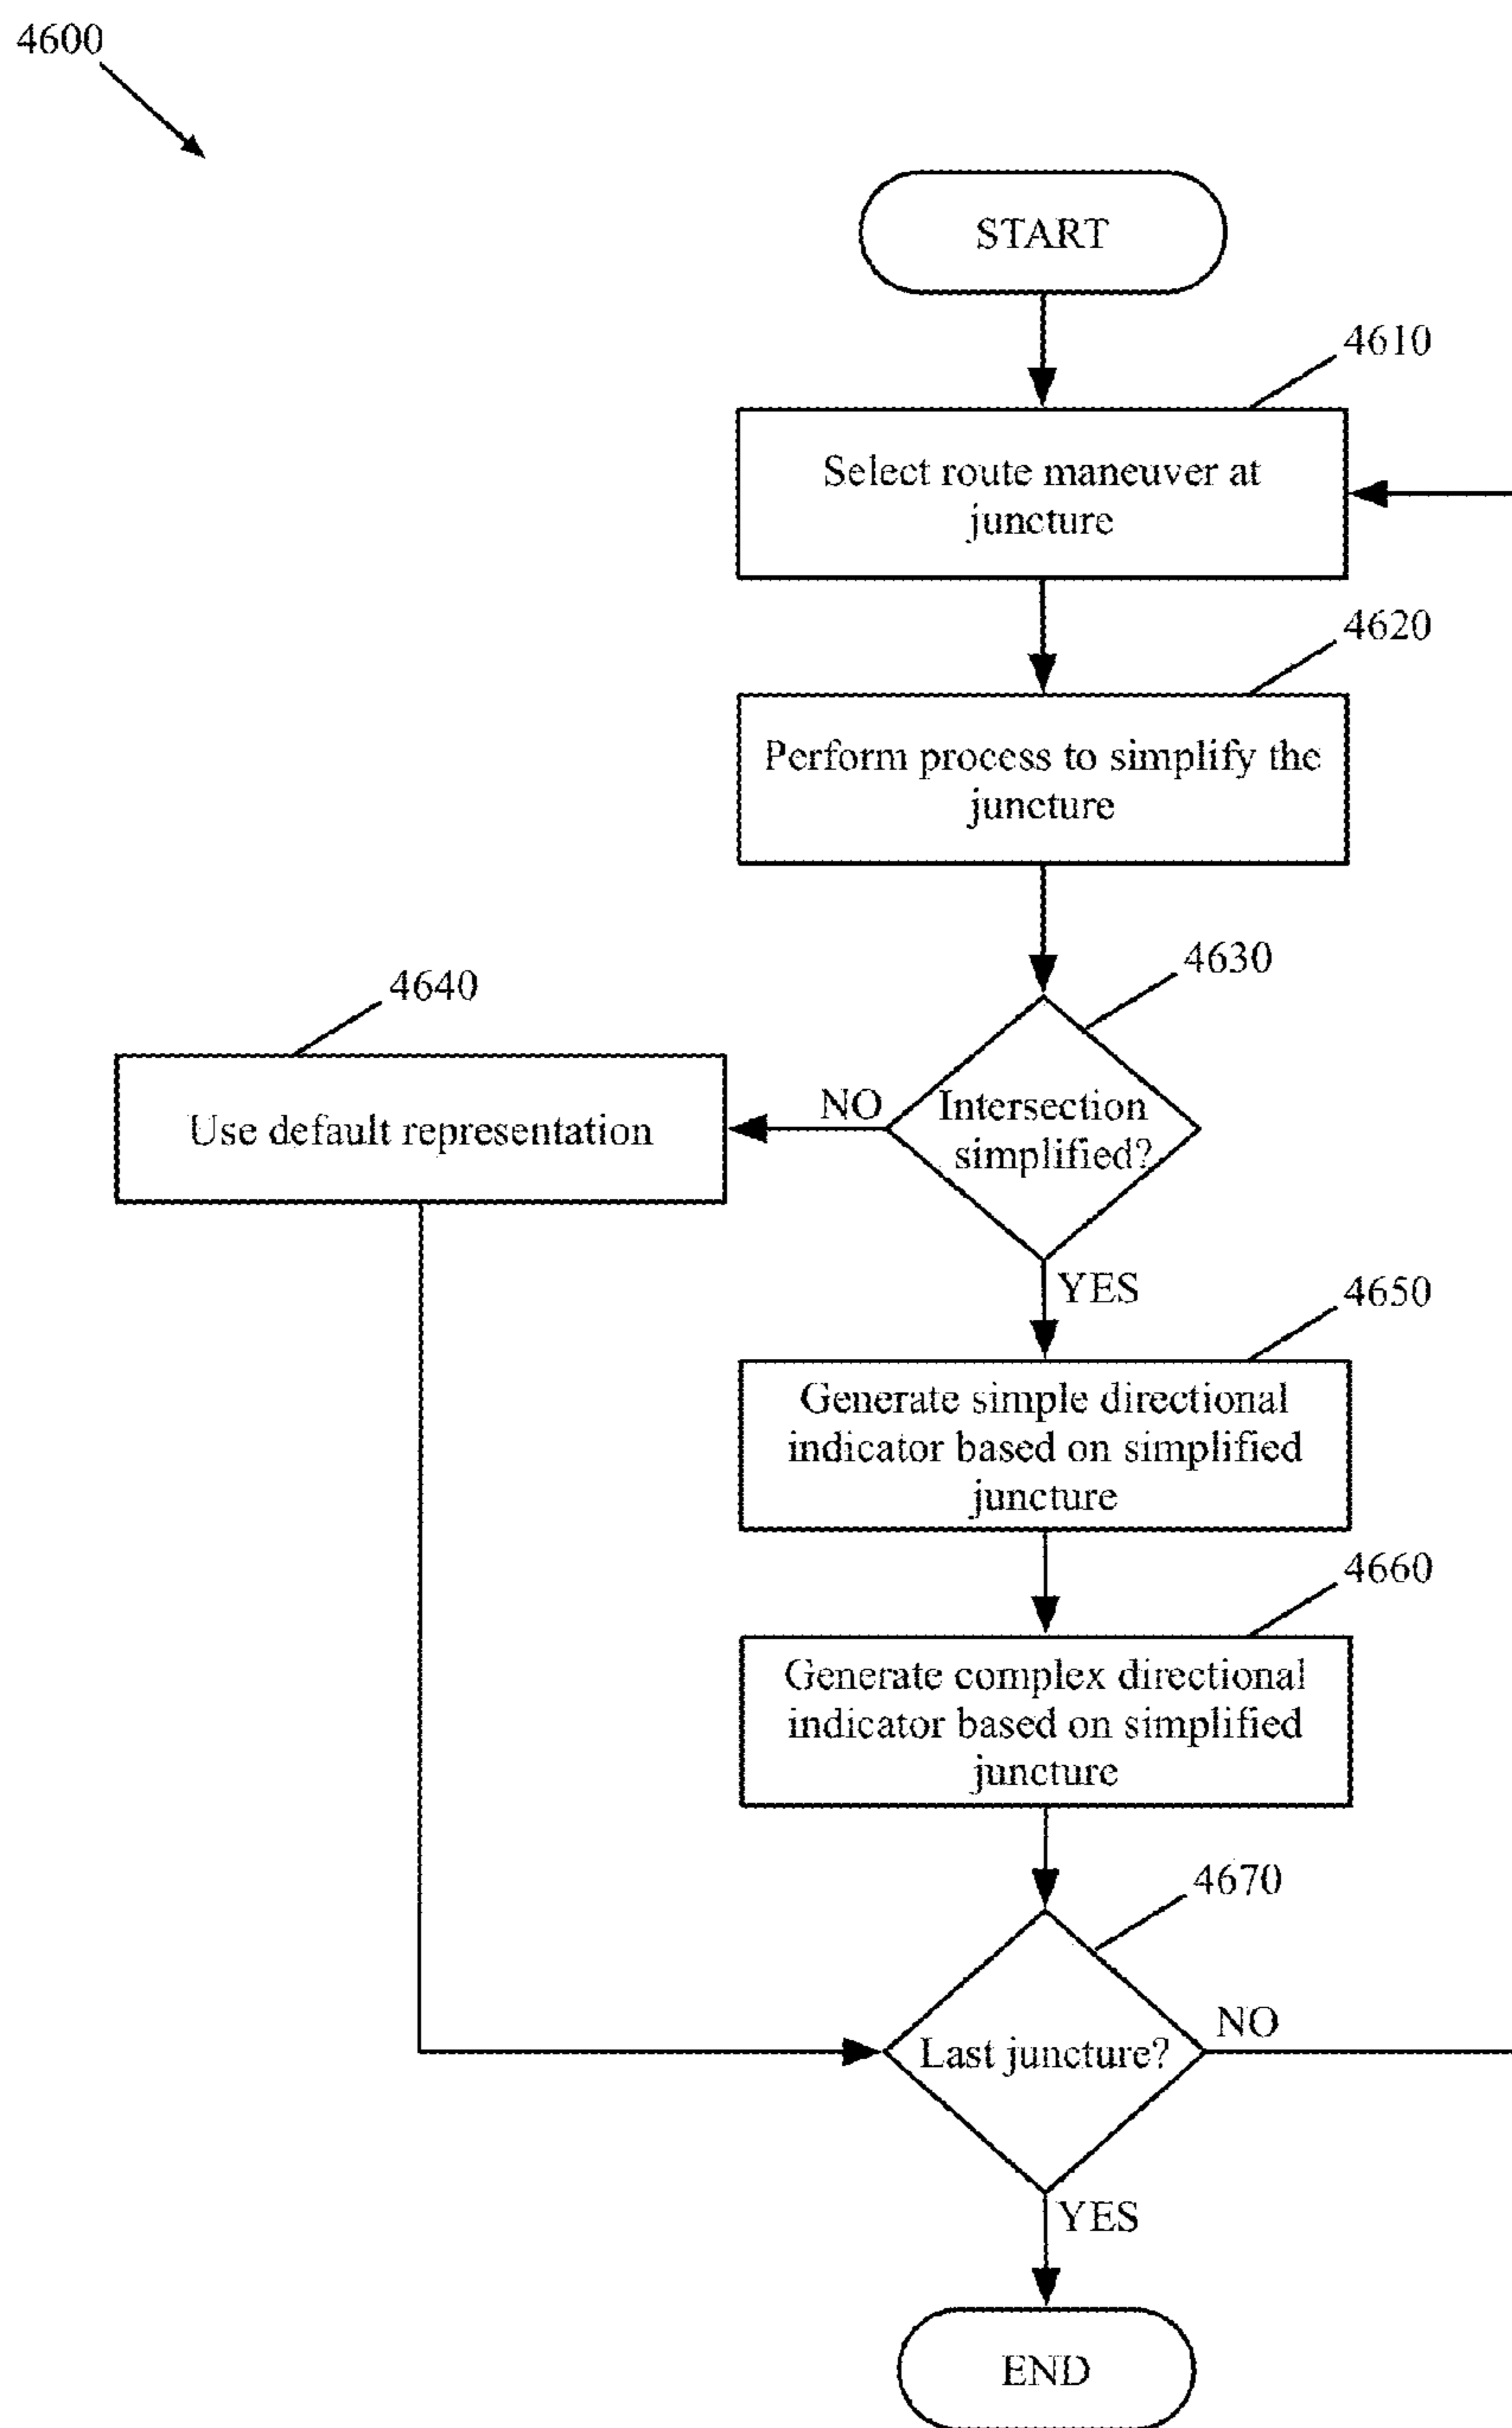 4600
START
4610
Select route maneuver at
juncture
4620
Perform process to simplify the
juncture
4630
4640
Use default representation
NO
Intersection
simplified?
YES
4650
Generate simple directional
indicator based on simplified
juncture
4660
Generate complex directional
indicator based on simplified
juncture
4670
Last juncture?
NO
YES
END